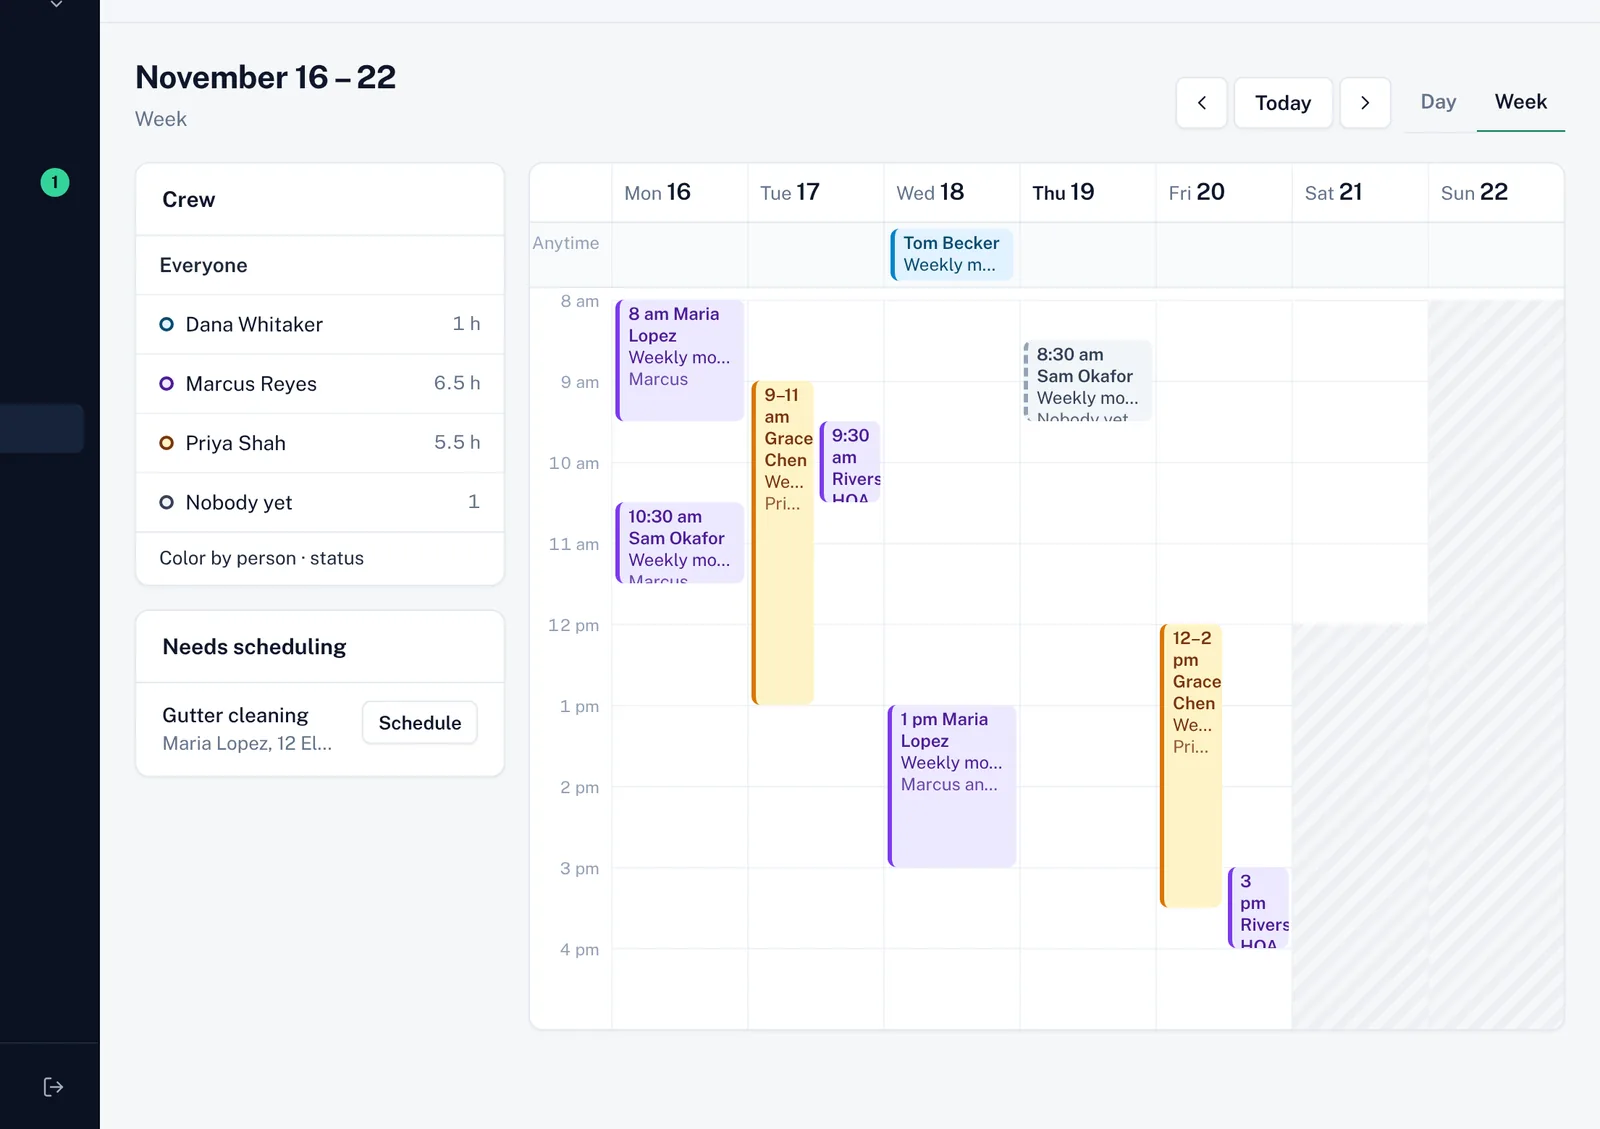 November 16 – 22
Week
Today
Day
Week
1
Crew
Everyone
Dana Whitaker 1 h
Marcus Reyes 6.5 h
Priya Shah 5.5 h
Nobody yet 1
Color by person · status
Needs scheduling
Gutter cleaning
Maria Lopez, 12 El...
Schedule
Mon 16
Tue 17
Wed 18
Thu 19
Fri 20
Sat 21
Sun 22
Anytime
Tom Becker
Weekly m...
8 am
9 am
10 am
11 am
12 pm
1 pm
2 pm
3 pm
4 pm
8 am Maria
Lopez
Weekly mo...
Marcus
10:30 am
Sam Okafor
Weekly mo...
Marcus
9–11
am
Grace
Chen
We...
Pri...
9:30
am
Rivers
HOA
1 pm Maria
Lopez
Weekly mo...
Marcus an...
8:30 am
Sam Okafor
Weekly mo...
Nobody yet
12–2
pm
Grace
Chen
We...
Pri...
3
pm
Rivers
HOA